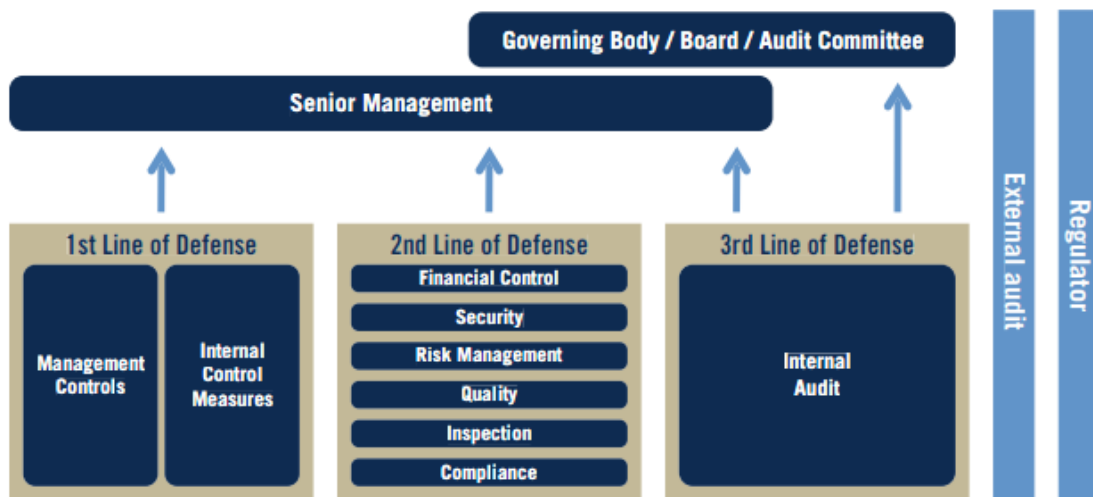 Governing Body / Board / Audit Committee
Senior Management
1st Line of Defense
Management
Controls
Internal
Control
Measures
2nd Line of Defense
Financial Control
Security
Risk Management
Quality
Inspection
Compliance
3rd Line of Defense
Internal
Audit
External audit
Regulator